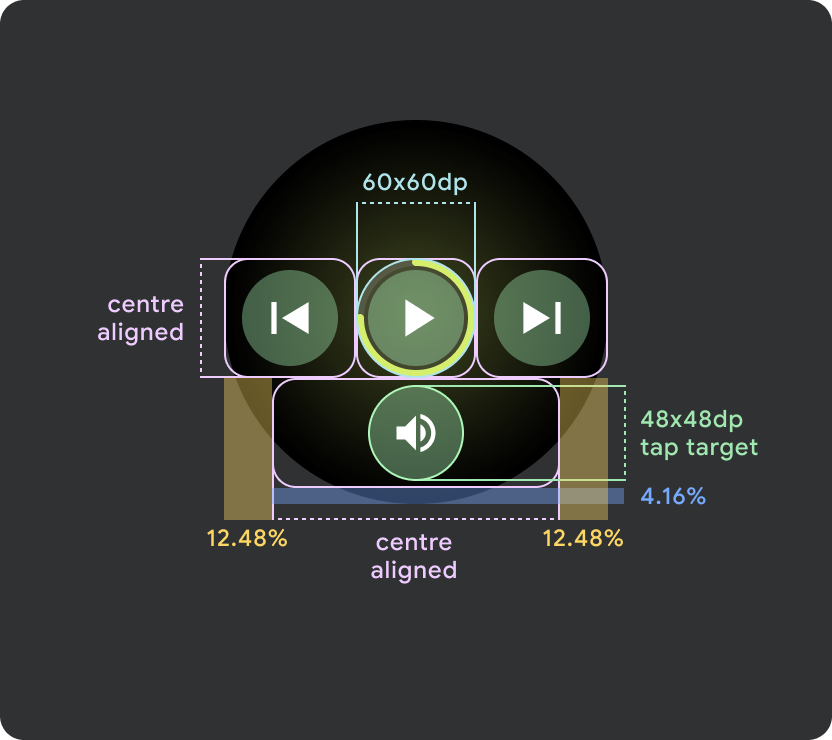 60x60dp
centre
aligned
48x48dp
tap target
4.16%
12.48%
centre
aligned
12.48%